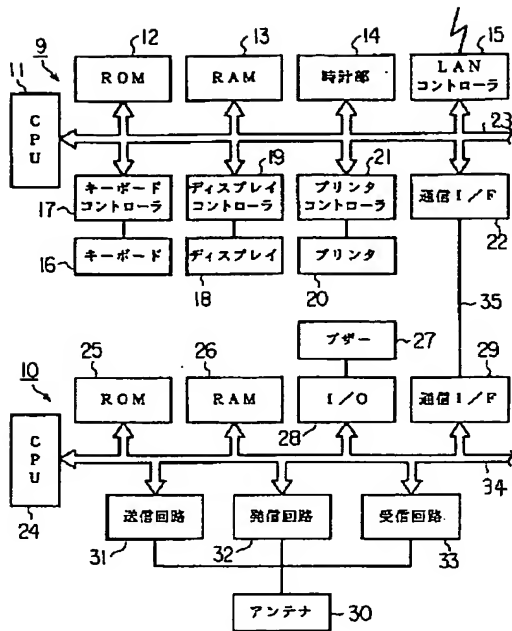 12 13 14 15
9
11
ROM RAM 時計部 LAN
コントローラ
CPU
23
19 21
キーボード
コントローラ ディスプレイ
コントローラ プリンタ
コントローラ 通信I/F
17
22
キーボード ディスプレイ プリンタ
16 18 20
35
ブザー 27
25 26 29
10
ROM RAM I/O 通信I/F
28
CPU
34
24
送信回路 発信回路 受信回路
31 32 33
アンテナ 30